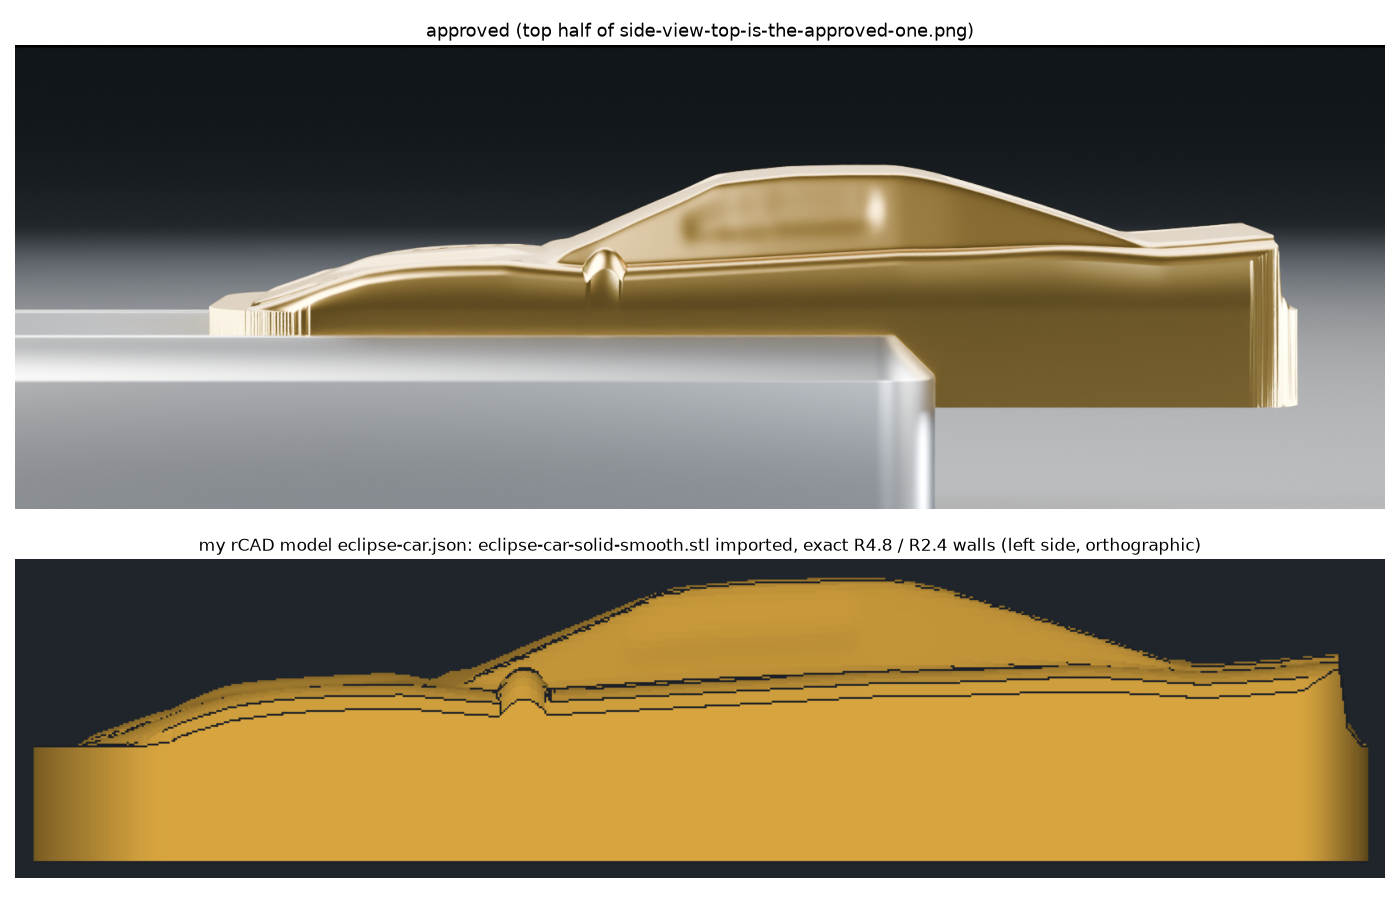 approved (top half of side-view-top-is-the-approved-one.png)
my rCAD model eclipse-car.json: eclipse-car-solid-smooth.stl imported, exact R4.8 / R2.4 walls (left side, orthographic)